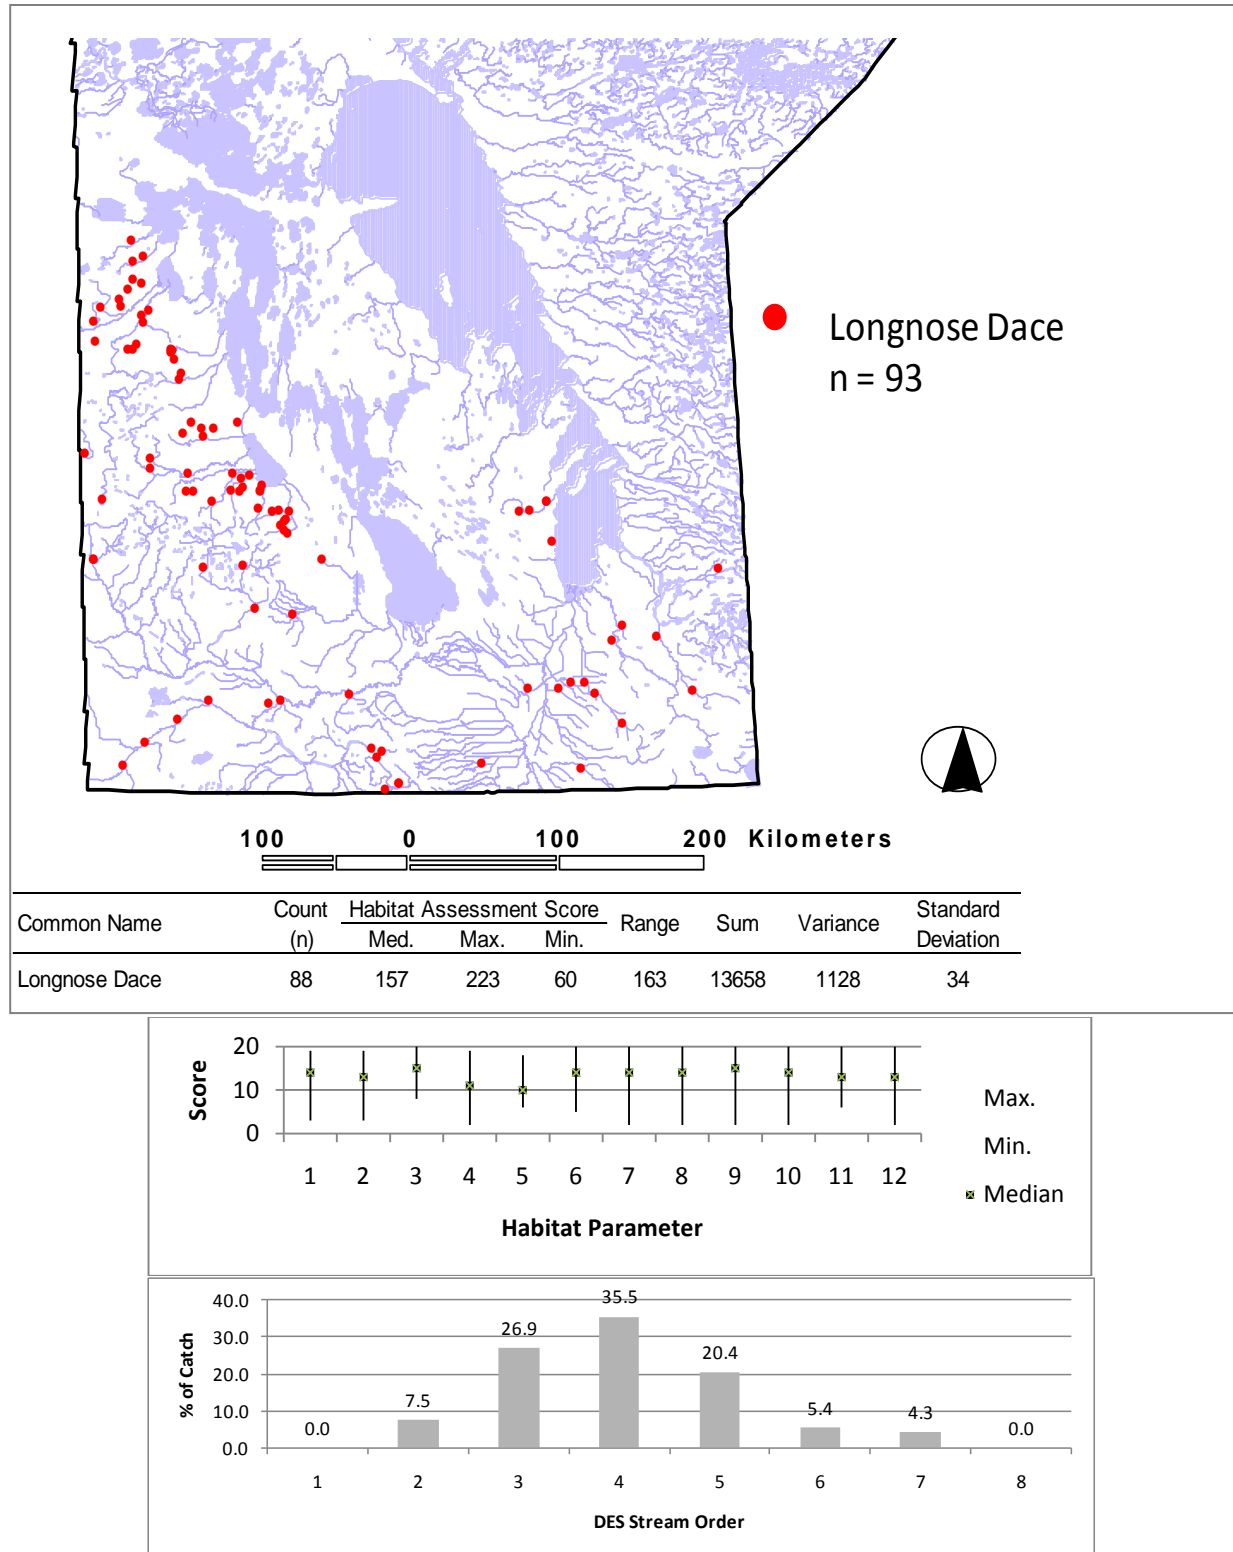 Longnose Dace
n = 93
100 0 100 200 Kilometers
Common Name Count Habitat Assessment Score Range Sum Variance Standard
(n) Med. Max. Min. Deviation
Longnose Dace 88 157 223 60 163 13658 1128 34
20
10
0
Score
1 2 3 4 5 6 7 8 9 10 11 12
Habitat Parameter
Max.
Min.
Median
40.0
30.0
20.0
10.0
0.0
% of Catch
0.0 7.5 26.9 35.5 20.4 5.4 4.3 0.0
1 2 3 4 5 6 7 8
DES Stream Order